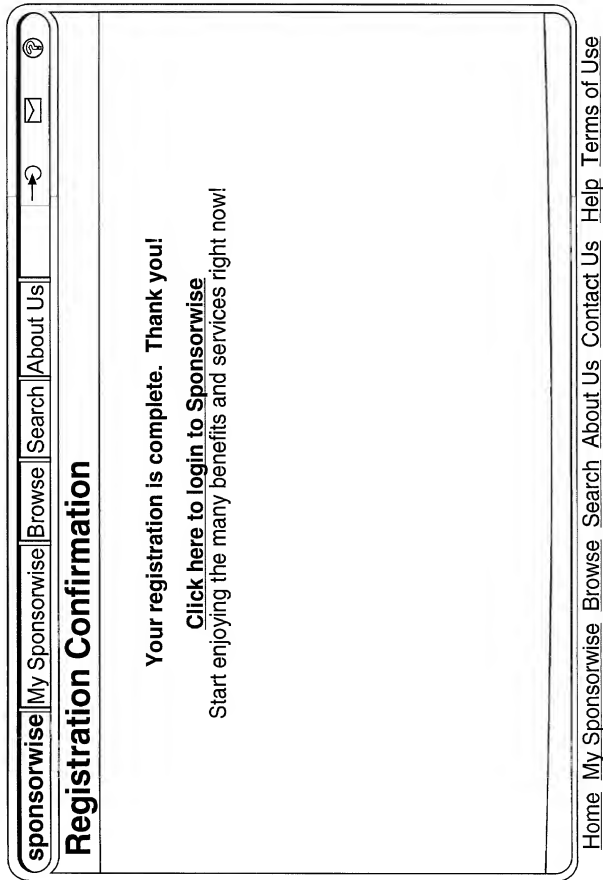 sponsorwise My Sponsorwise Browse Search About Us
Registration Confirmation
Your registration is complete. Thank you!
Click here to login to Sponsorwise
Start enjoying the many benefits and services right now!
Home My Sponsorwise Browse Search About Us Contact Us Help Terms of Use